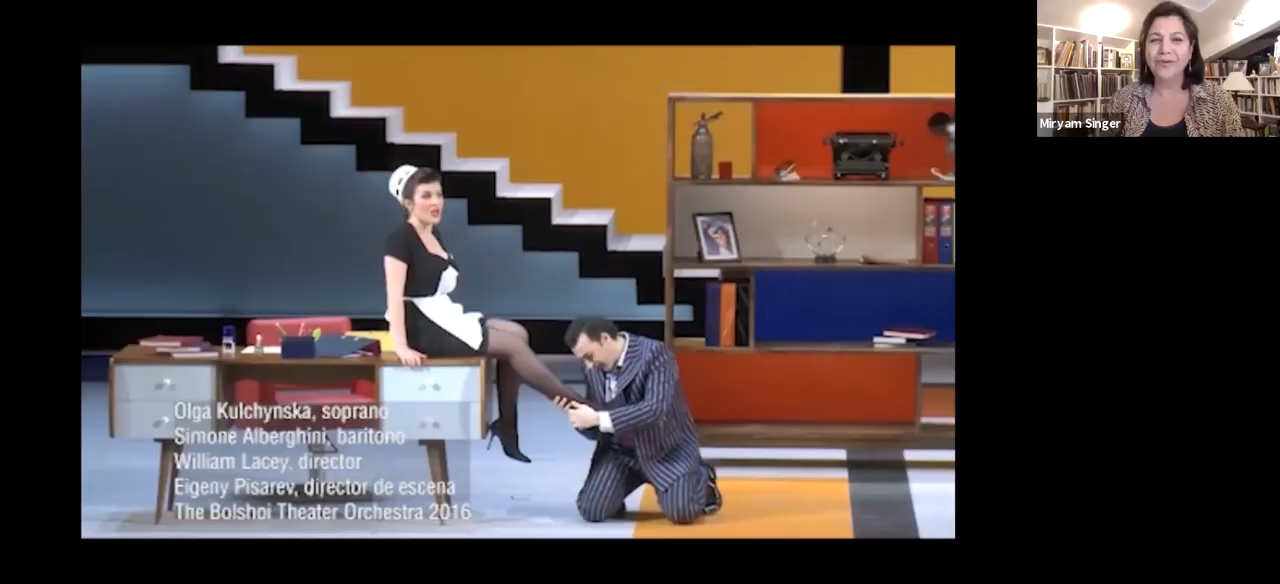 Miryam Singer
Olga Kulchynska, soprano
Simone Alberghini, baritono
William Lacey, director
Eigeny Pisarev, director de escena
The Bolshoi Theater Orchestra 2016